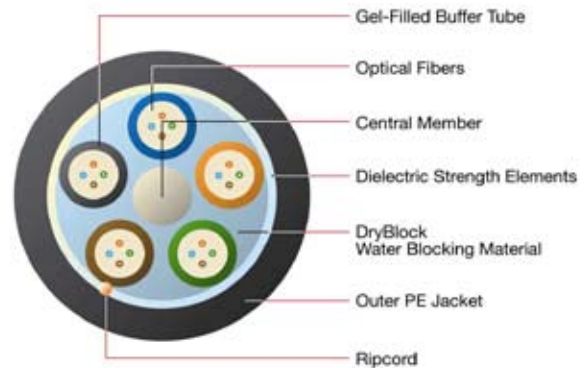 Gel-Filled Buffer Tube
Optical Fibers
Central Member
Dielectric Strength Elements
DryBlock
Water Blocking Material
Outer PE Jacket
Ripcord